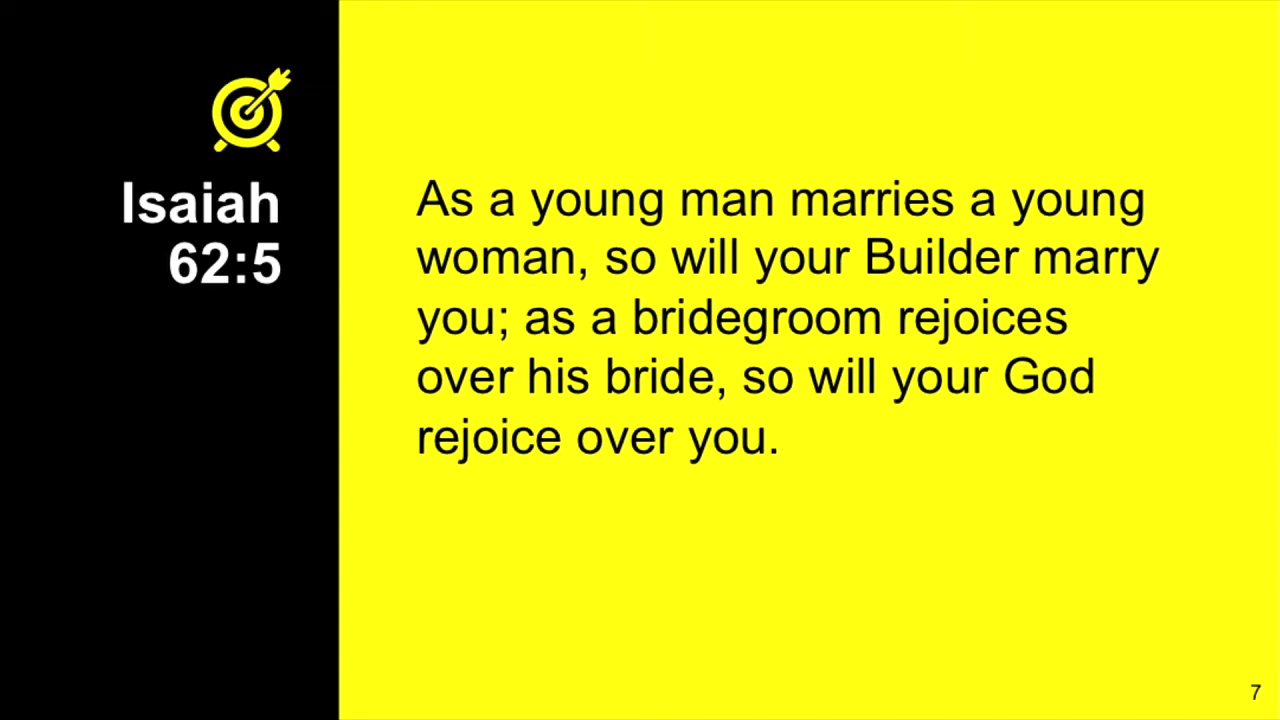 Isaiah
62:5
As a young man marries a young
woman, so will your Builder marry
you; as a bridegroom rejoices
over his bride, so will your God
rejoice over you.
7